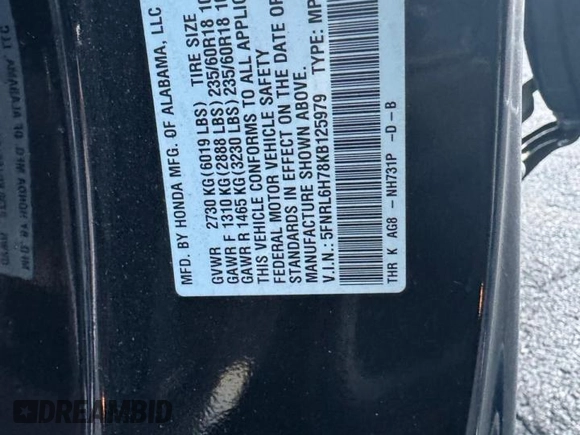 MFD. BY HONDA MFG. OF ALABAMA, LLC
TIRE SIZE
GVWR 2730 KG(6019 LBS)
GAWR F 1310 KG(2888 LBS)235/60R18
GAWR R 1465 KG(3230 LBS)235/60R18
THIS VEHICLE CONFORMS TO ALL
FEDERAL MOTOR VEHICLE SAFETY
STANDARDS IN EFFECT ON THE DATE OF
MANUFACTURE SHOWN ABOVE.
V.I.N.: 5FNRL6H78KB125979
THR K AG8 - NH731P -D-B
DREAMBID